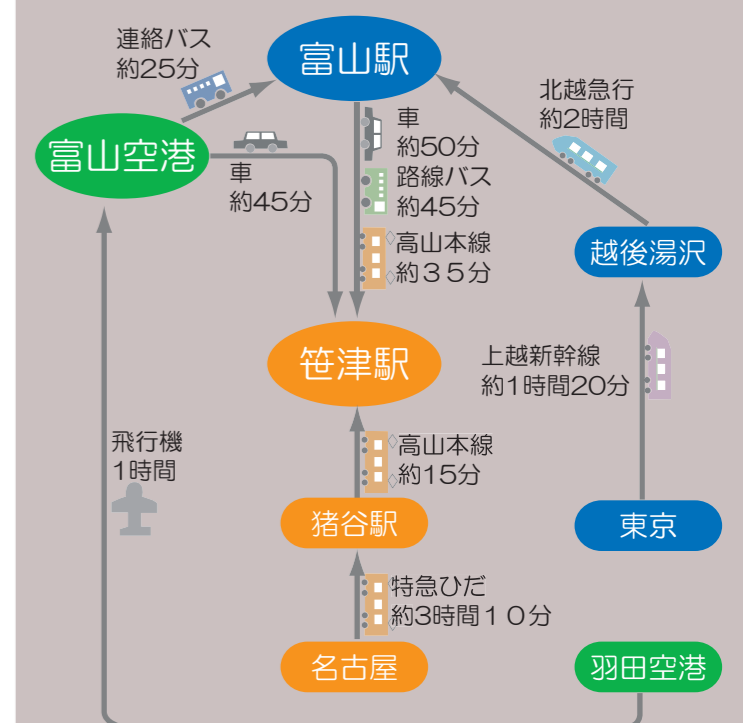 連絡バス
約25分
富山駅
北越急行
約2時間
富山空港
車
約45分
車
約50分
路線バス
約45分
高山本線
約３５分
越後湯沢
笹津駅
上越新幹線
約1時間20分
飛行機
1時間
高山本線
約15分
猪谷駅
東京
特急ひだ
約3時間１０分
名古屋
羽田空港